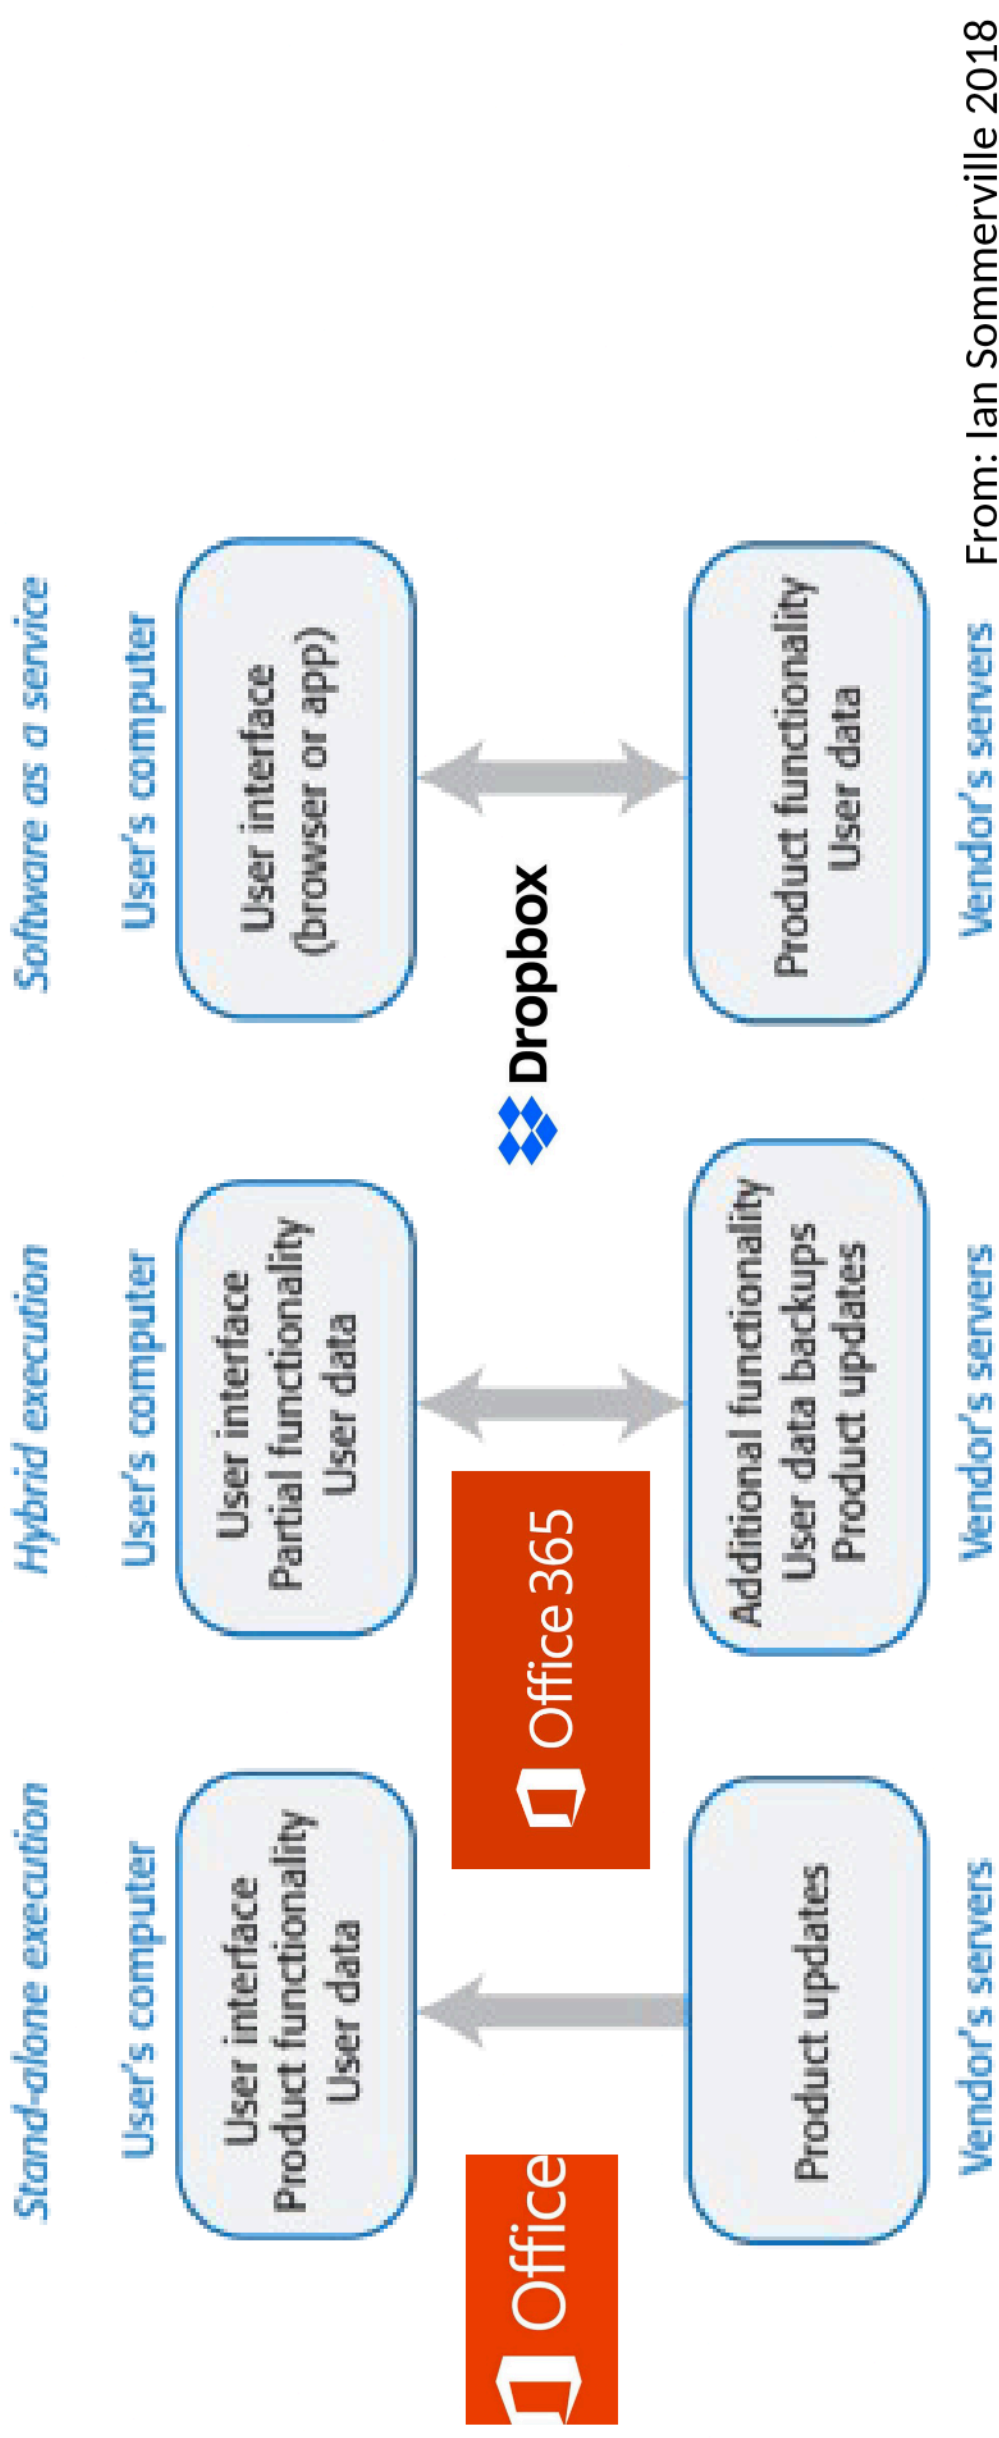 Stand-alone execution
Hybrid execution
Software as a service
User's computer
User's computer
User's computer
User interface
Product functionality
User data
User interface
Partial functionality
User data
User interface
(browser or app)
Office
Office 365
Dropbox
Product updates
Additional functionality
User data backups
Product updates
Product functionality
User data
Vendor's servers
Vendor's servers
Vendor's servers
From: Ian Sommerville 2018